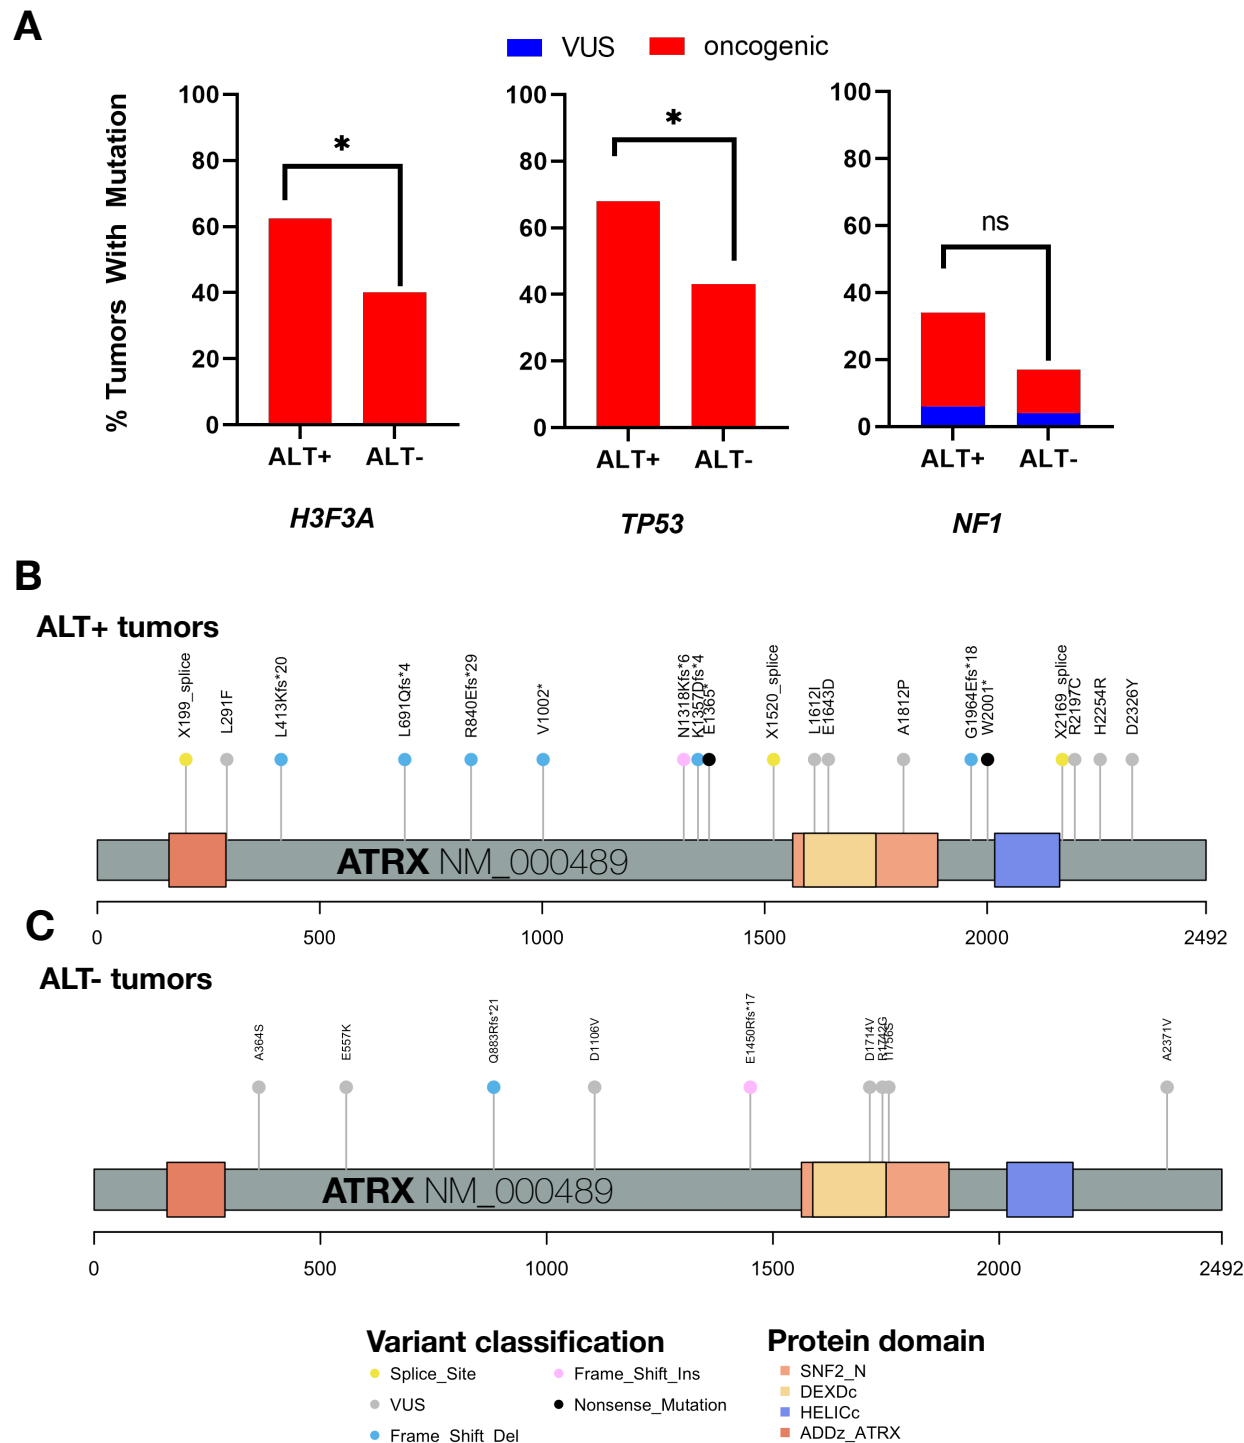 A
VUS oncogenic
% Tumors With Mutation
100
80
60
40
20
0
ALT+ ALT-
H3F3A
*
100
80
60
40
20
0
ALT+ ALT-
TP53
*
100
80
60
40
20
0
ALT+ ALT-
NF1
ns
B
ALT+ tumors
X199_splice
L291F
L413Kfs*20
L691Qfs*4
R840Efs*29
V1002*
N1318Kfs*6
K1357Dfs*4
E1365*
X1520_splice
L1612I
E1643D
A1812P
G1964Efs*18
W2001*
X2169_splice
R2197C
H2254R
D2326Y
ATRX NM_000489
0 500 1000 1500 2000 2492
C
ALT- tumors
A364S
E557K
Q883Rfs*21
D1106V
E1450Rfs*17
D1714V
R1742G
I1756S
A2371V
ATRX NM_000489
0 500 1000 1500 2000 2492
Variant classification
Splice_Site
VUS
Frame_Shift_Del
Frame_Shift_Ins
Nonsense_Mutation
Protein domain
SNF2_N
DEXDc
HELICc
ADDz_ATRX